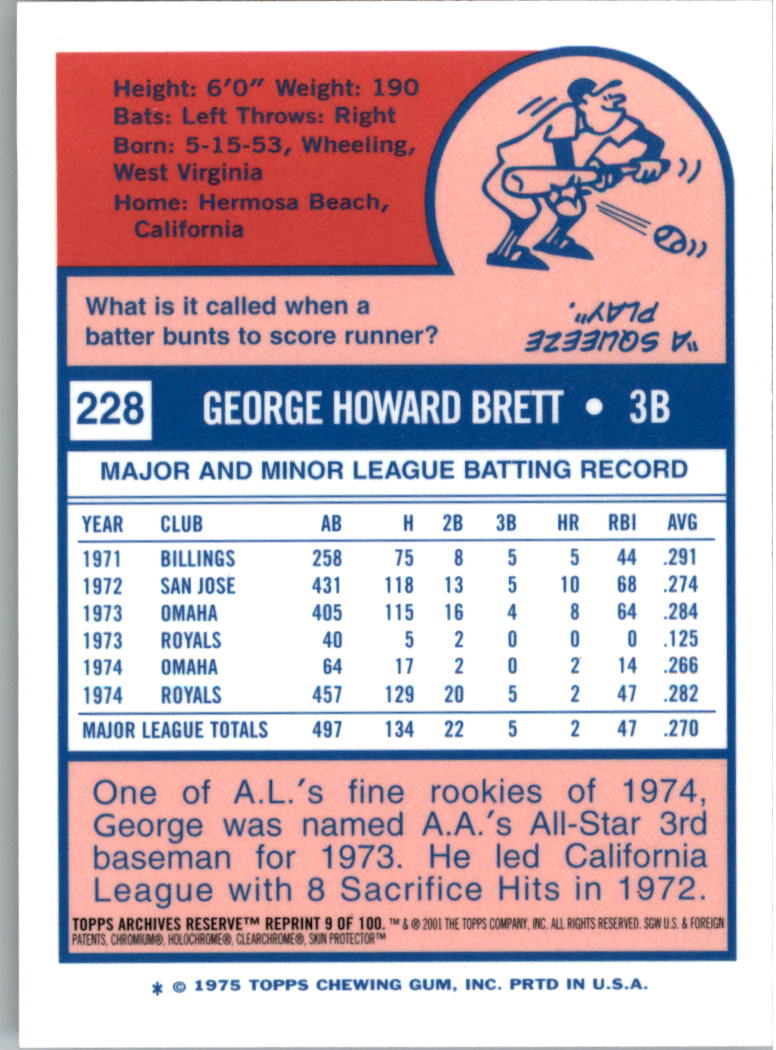 Height: 6'0" Weight: 190
Bats: Left Throws: Right
Born: 5-15-53, Wheeling,
West Virginia
Home: Hermosa Beach,
California
What is it called when a
batter bunts to score runner?
"A SQUEEZE
PLAY".
228 GEORGE HOWARD BRETT • 3B
MAJOR AND MINOR LEAGUE BATTING RECORD
YEAR CLUB AB H 2B 3B HR RBI AVG
1971 BILLINGS 258 75 8 5 5 44 .291
1972 SAN JOSE 431 118 13 5 10 68 .274
1973 OMAHA 405 115 16 4 8 64 .284
1973 ROYALS 40 5 2 0 0 0 .125
1974 OMAHA 64 17 2 0 2 14 .266
1974 ROYALS 457 129 20 5 2 47 .282
MAJOR LEAGUE TOTALS 497 134 22 5 2 47 .270
One of A.L.'s fine rookies of 1974,
George was named A.A.'s All-Star 3rd
baseman for 1973. He led California
League with 8 Sacrifice Hits in 1972.
TOPPS ARCHIVES RESERVE™ REPRINT 9 OF 100. ™ & ® 2001 THE TOPPS COMPANY, INC. ALL RIGHTS RESERVED. SGW U.S. & FOREIGN
PATENTS, CHROMIUM®, HOLOCHROME®, CLEARCHROME®, SKIN PROTECTOR™
* © 1975 TOPPS CHEWING GUM, INC. PRTD IN U.S.A.